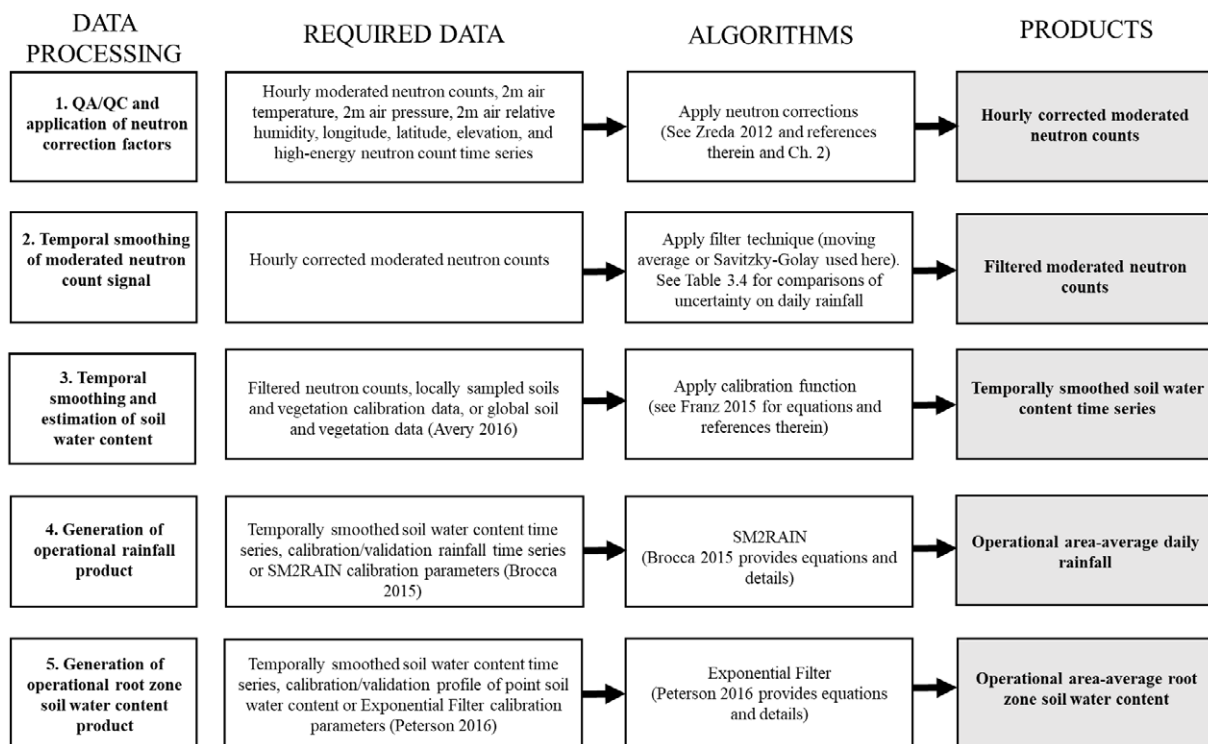 DATA
PROCESSING
REQUIRED DATA
ALGORITHMS
PRODUCTS
1. QA/QC and
application of neutron
correction factors
Hourly moderated neutron counts, 2m air
temperature, 2m air pressure, 2m air relative
humidity, longitude, latitude, elevation, and
high-energy neutron count time series
Apply neutron corrections
(See Zreda 2012 and references
therein and Ch. 2)
Hourly corrected moderated
neutron counts
2. Temporal smoothing
of moderated neutron
count signal
Hourly corrected moderated neutron counts
Apply filter technique (moving
average or Savitzky-Golay used here).
See Table 3.4 for comparisons of
uncertainty on daily rainfall
Filtered moderated neutron
counts
3. Temporal
smoothing and
estimation of soil
water content
Filtered neutron counts, locally sampled soils
and vegetation calibration data, or global soil
and vegetation data (Avery 2016)
Apply calibration function
(see Franz 2015 for equations and
references therein)
Temporally smoothed soil water
content time series
4. Generation of
operational rainfall
product
Temporally smoothed soil water content time
series, calibration/validation rainfall time series
or SM2RAIN calibration parameters (Brocca
2015)
SM2RAIN
(Brocca 2015 provides equations and
details)
Operational area-average daily
rainfall
5. Generation of
operational root zone
soil water content
product
Temporally smoothed soil water content time
series, calibration/validation profile of point soil
water content or Exponential Filter calibration
parameters (Peterson 2016)
Exponential Filter
(Peterson 2016 provides equations
and details)
Operational area-average root
zone soil water content